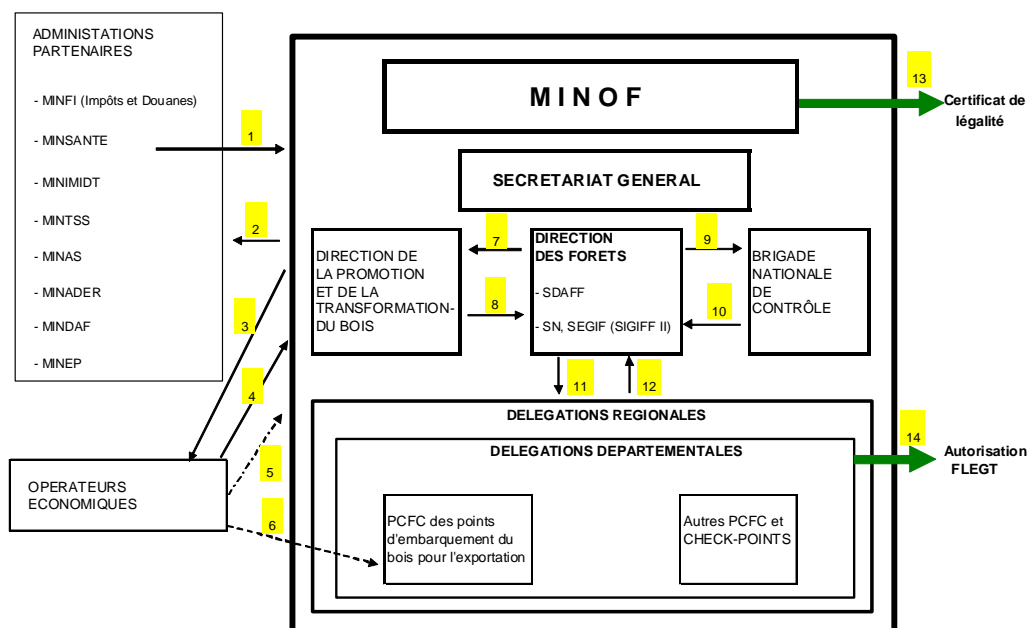 ADMINISTATIONS
PARTENAIRES
- MINFI (Impôts et Douanes)
- MINSANTE
- MINIMIDT
- MINTSS
- MINAS
- MINADER
- MINDAF
- MINEP
1
2
3
4
5
6
OPERATEURS
ECONOMIQUES
M I N O F
13
Certificat de
légalité
SECRETARIAT GENERAL
DIRECTION DE
LA PROMOTION
ET DE LA
TRANSFORMATION-
DU BOIS
7
8
DIRECTION
DES FORETS
- SDAFF
- SN, SEGIF (SIGIFF II)
9
10
BRIGADE
NATIONALE
DE
CONTRÔLE
11
12
DELEGATIONS REGIONALES
DELEGATIONS DEPARTEMENTALES
14
Autorisation
FLEGT
PCFC des points
d'embarquement du
bois pour l'exportation
Autres PCFC et
CHECK-POINTS